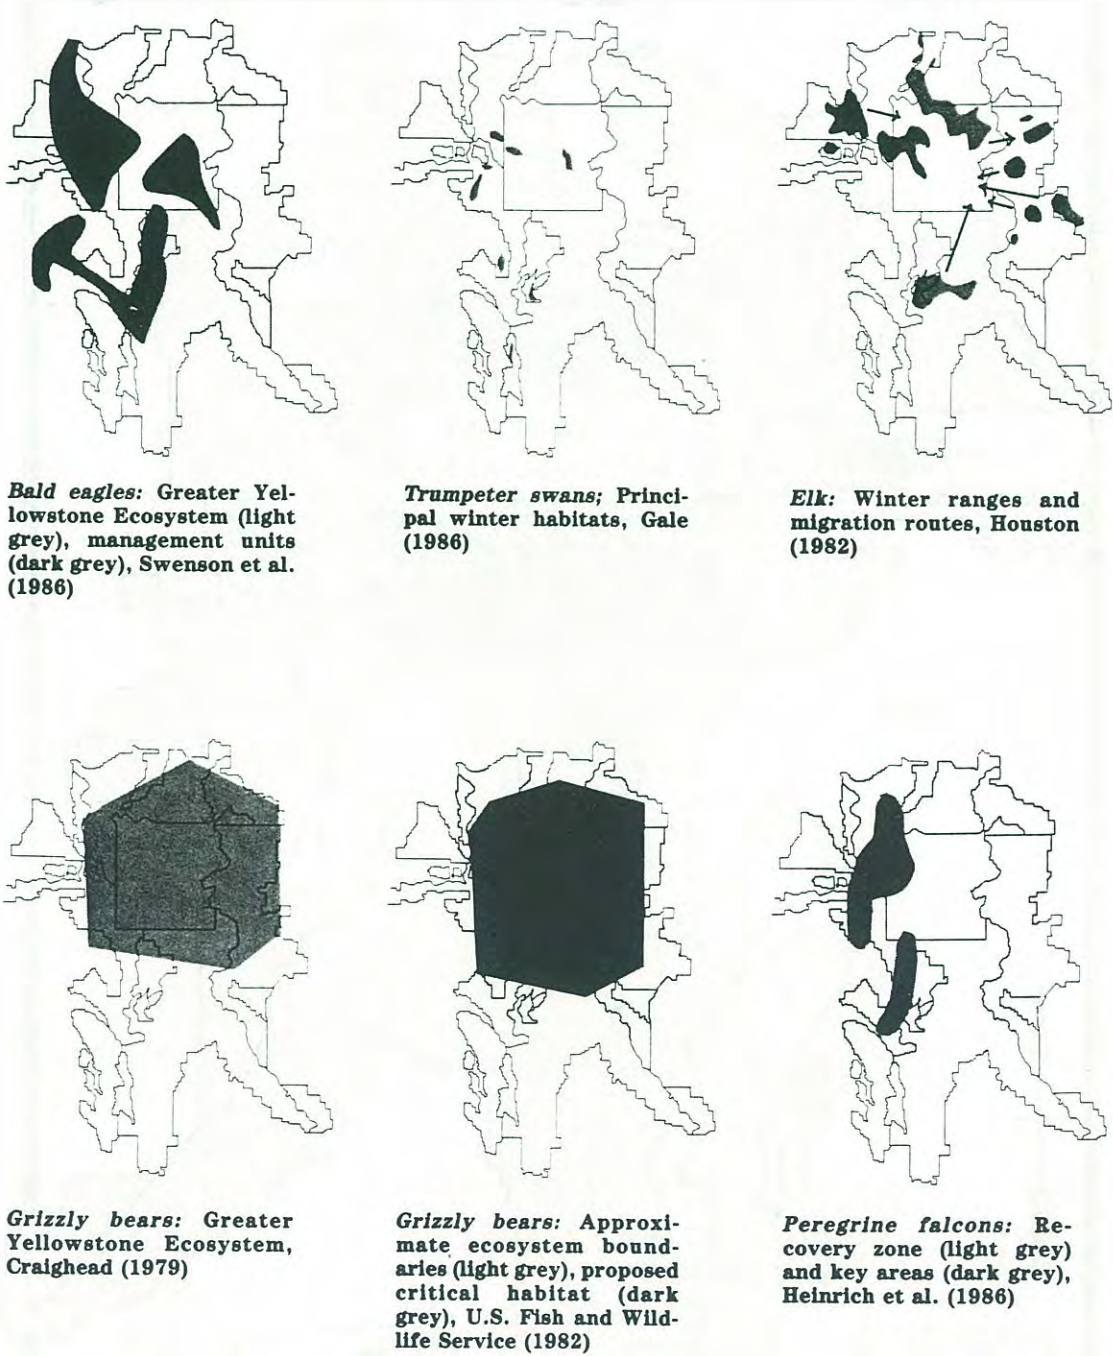 Bald eagles: Greater Yel-
lowstone Ecosystem (light
grey), management units
(dark grey), Swenson et al.
(1986)
Trumpeter swans; Princi-
pal winter habitats, Gale
(1986)
Elk: Winter ranges and
migration routes, Houston
(1982)
Grizzly bears: Greater
Yellowstone Ecosystem,
Craighead (1979)
Grizzly bears: Approxi-
mate ecosystem bound-
aries (light grey), proposed
critical habitat (dark
grey), U.S. Fish and Wild-
life Service (1982)
Peregrine falcons: Re-
covery zone (light grey)
and key areas (dark grey),
Heinrich et al. (1986)